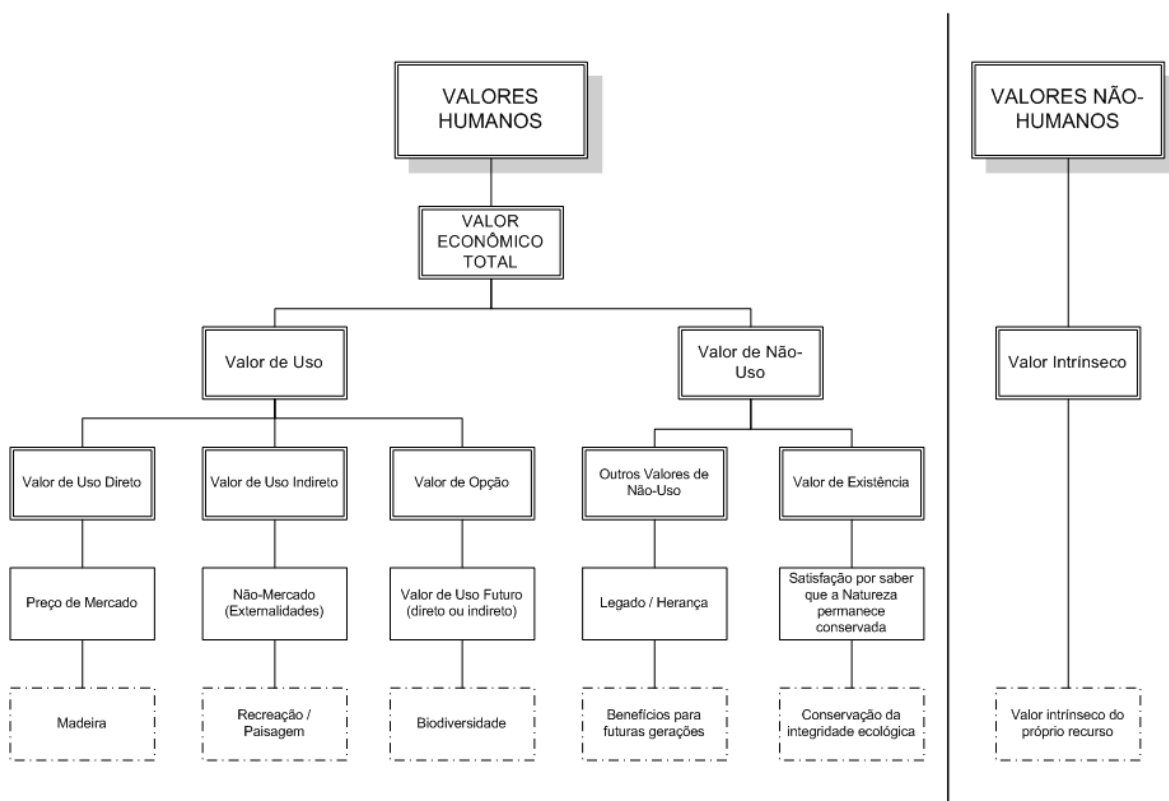 VALORES
HUMANOS
VALORES NÃO-
HUMANOS
VALOR
ECONÔMICO
TOTAL
Valor de Uso
Valor de Não-
Uso
Valor Intrínseco
Valor de Uso Direto
Valor de Uso Indireto
Valor de Opção
Outros Valores de
Não-Uso
Valor de Existência
Preço de Mercado
Não-Mercado
(Externalidades)
Valor de Uso Futuro
(direto ou indireto)
Legado / Herança
Satisfação por saber
que a Natureza
permanece
conservada
Madeira
Recreação /
Paisagem
Biodiversidade
Benefícios para
futuras gerações
Conservação da
integridade ecológica
Valor intrínseco do
próprio recurso